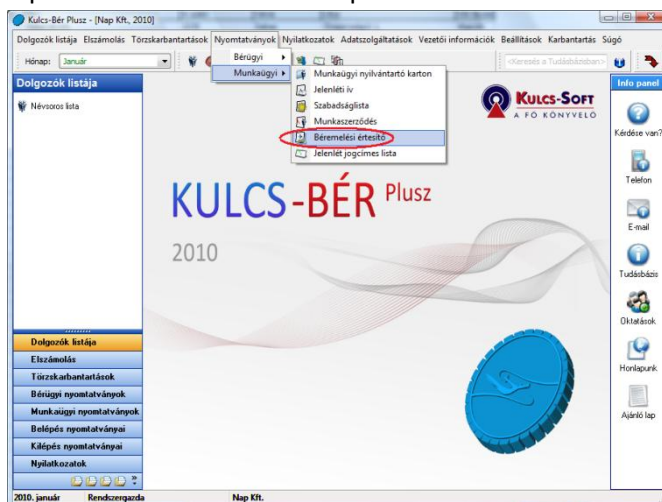 Kulcs-Bér Plusz - [Nap Kft., 2010]
Dolgozók listája Elszámolás Törzskarbantartások Nyomtatványok Nyilatkozatok Adatszolgáltatások Vezetői információk Beállítások Karbantartás Súgó
Hónap: Január
<Keresés a Tudásbázisban>
Bérügyi
Munkaügyi
Munkaügyi nyilvántartó karton
Jelenléti ív
Szabadságlista
Munkaszerződés
Béremelési értesítő
Jelenlét jogcímes lista
Dolgozók listája
Névsoros lista
KULCS-SOFT
A FŐ KÖNYVELŐ
KULCS-BÉR Plusz
2010
Info panel
Kérdése van?
Telefon
E-mail
Tudásbázis
Oktatások
Honlapunk
Ajánló lap
Dolgozók listája
Elszámolás
Törzskarbantartások
Bérügyi nyomtatványok
Munkaügyi nyomtatványok
Belépés nyomtatványai
Kilépés nyomtatványai
Nyilatkozatok
2010. január Rendszergazda Nap Kft.